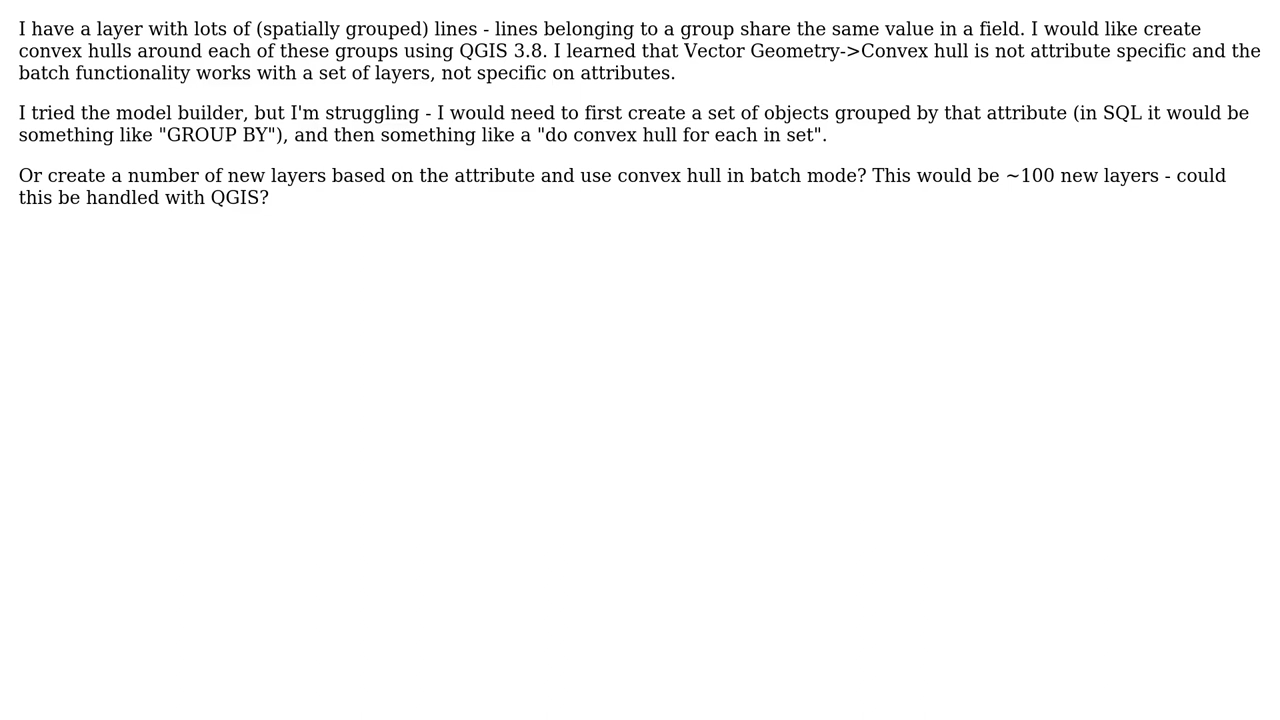 I have a layer with lots of (spatially grouped) lines - lines belonging to a group share the same value in a field. I would like create
convex hulls around each of these groups using QGIS 3.8. I learned that Vector Geometry->Convex hull is not attribute specific and the
batch functionality works with a set of layers, not specific on attributes.
I tried the model builder, but I'm struggling - I would need to first create a set of objects grouped by that attribute (in SQL it would be
something like "GROUP BY"), and then something like a "do convex hull for each in set".
Or create a number of new layers based on the attribute and use convex hull in batch mode? This would be ~100 new layers - could
this be handled with QGIS?